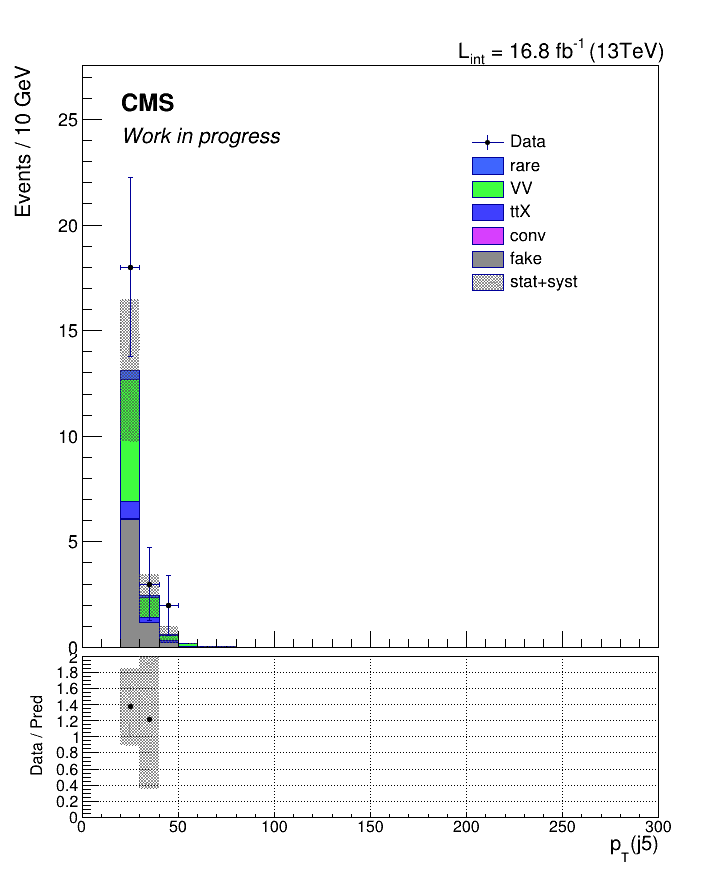 L_int = 16.8 fb^-1 (13TeV)
Events / 10 GeV
CMS
Work in progress
Data
rare
VV
ttX
conv
fake
stat+syst
25
20
15
10
5
0
Data / Pred
2
1.8
1.6
1.4
1.2
1
0.8
0.6
0.4
0.2
0
0 50 100 150 200 250 300
p_T(j5)